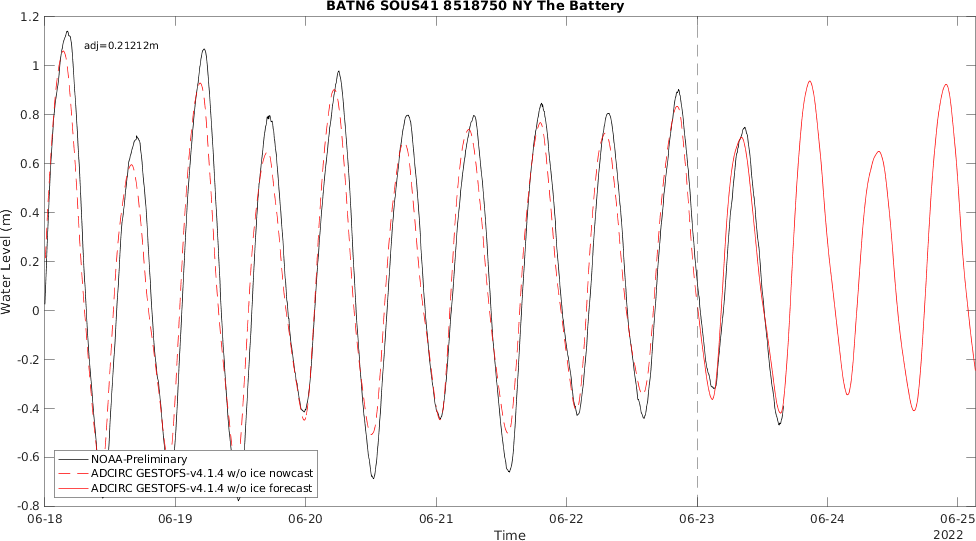 BATN6 SOUS41 8518750 NY The Battery
adj=0.21212m
1.2
1
0.8
0.6
0.4
0.2
0
-0.2
-0.4
-0.6
-0.8
Water Level (m)
NOAA-Preliminary
ADCIRC GESTOFS-v4.1.4 w/o ice nowcast
ADCIRC GESTOFS-v4.1.4 w/o ice forecast
06-18 06-19 06-20 06-21 06-22 06-23 06-24 06-25
Time
2022